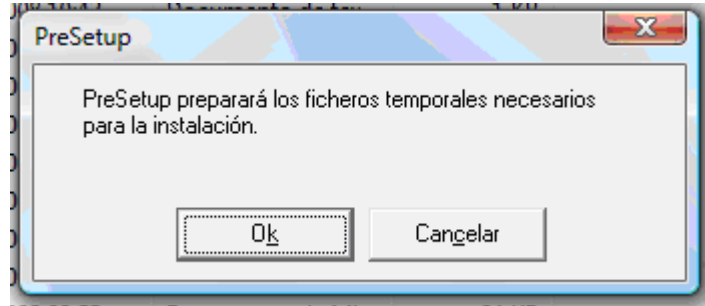 PreSetup
PreSetup preparará los ficheros temporales necesarios
para la instalación.
Ok
Cancelar